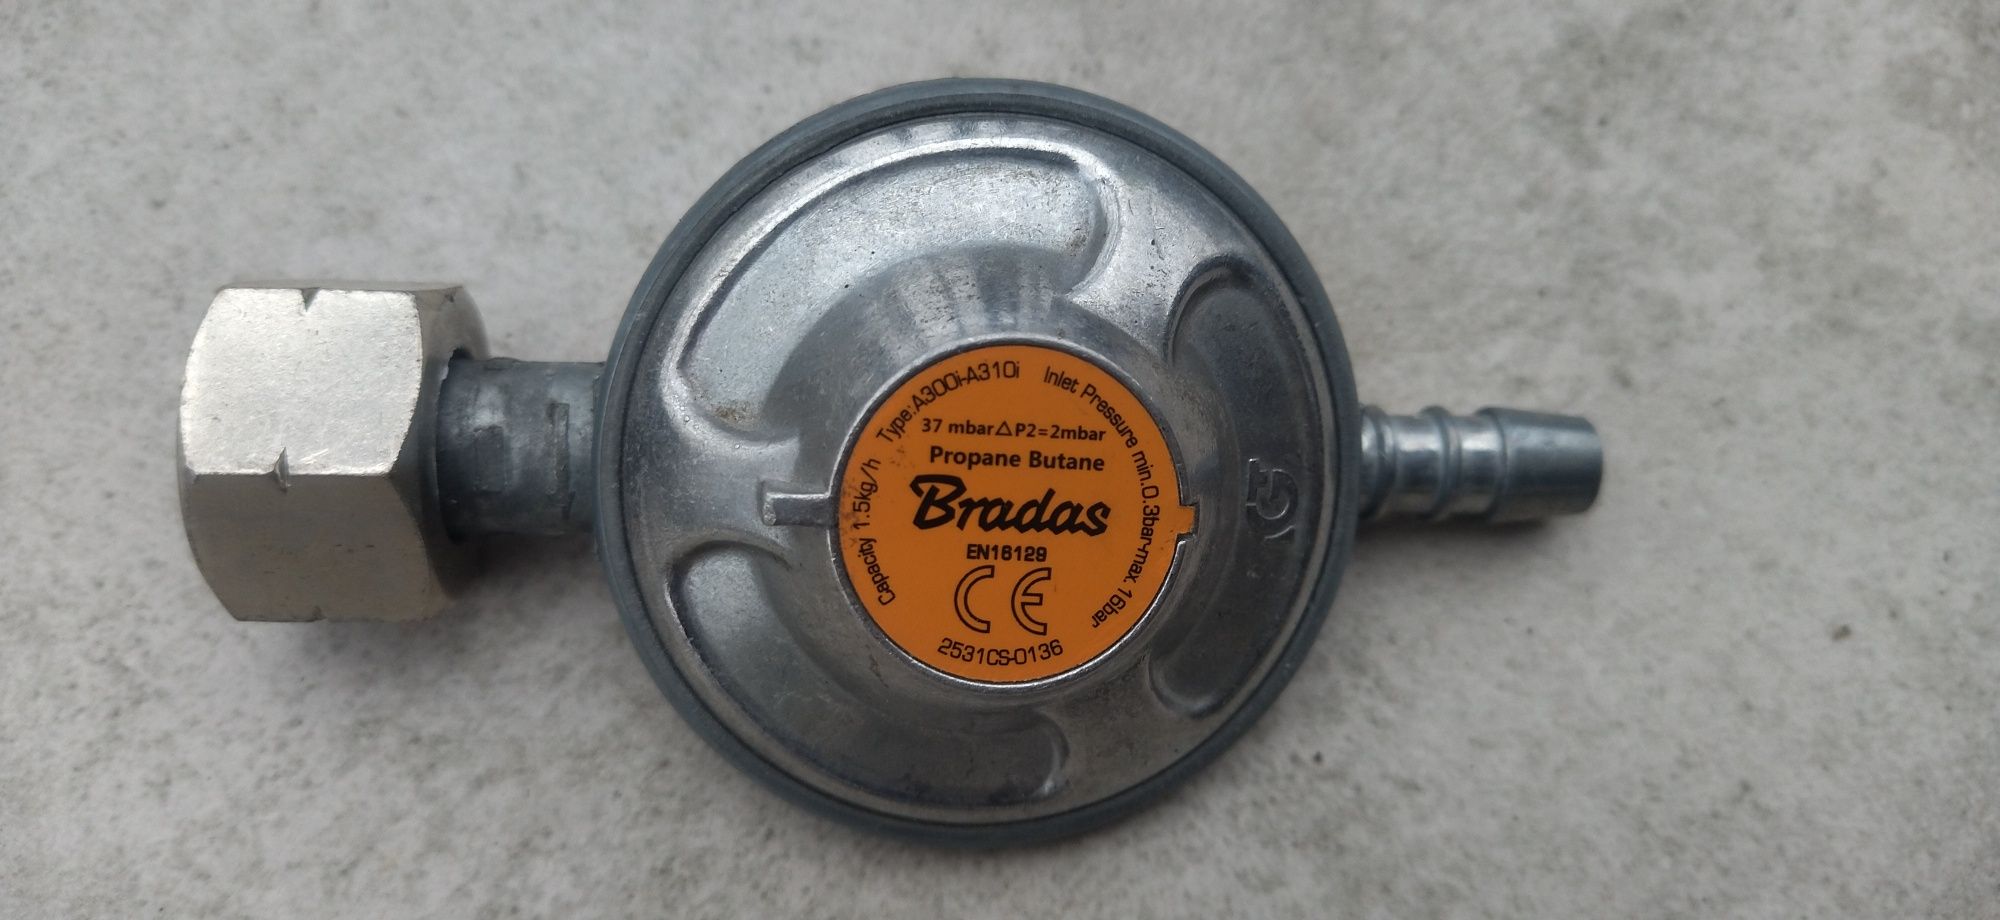 Type:A300i-A310i
Inlet Pressure min.0.3bar-max. 16bar
Capacity 1.5kg/h
37 mbar△P2=2mbar
Propane Butane
Bradas
EN16129
CE
2531CS-0136